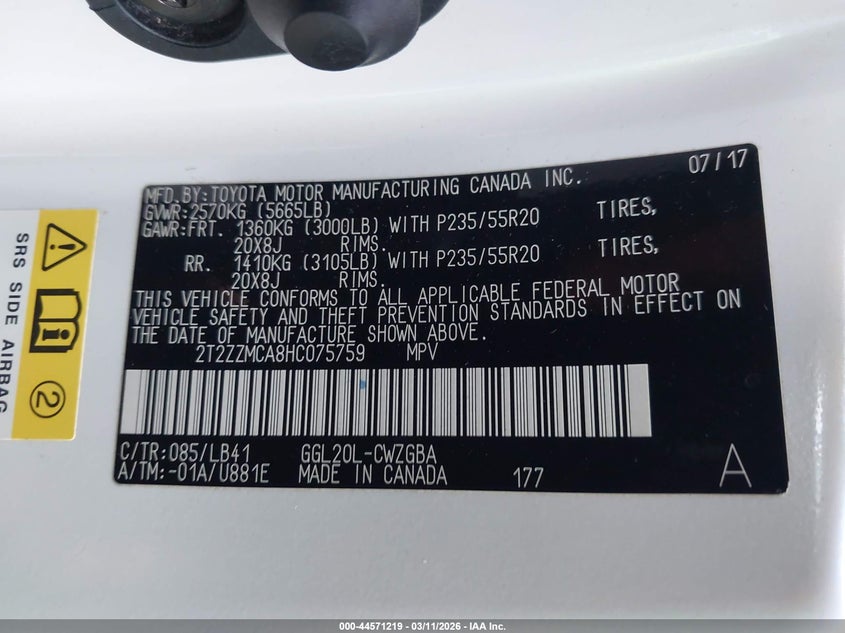 07/17
MFD.BY:TOYOTA MOTOR MANUFACTURING CANADA INC.
GVWR:2570KG (5665LB)
GAWR:FRT. 1360KG (3000LB) WITH P235/55R20 TIRES,
20X8J RIMS.
RR. 1410KG (3105LB) WITH P235/55R20 TIRES,
20X8J RIMS.
THIS VEHICLE CONFORMS TO ALL APPLICABLE FEDERAL MOTOR
VEHICLE SAFETY AND THEFT PREVENTION STANDARDS IN EFFECT ON
THE DATE OF MANUFACTURE SHOWN ABOVE.
2T2ZZMCA8HC075759 MPV
C/TR:085/LB41 GGL20L-CWZGBA
A/TM:-01A/U881E MADE IN CANADA 177 A
SRS SIDE AIRBAG
2
000-44571219 - 03/11/2026 - IAA Inc.